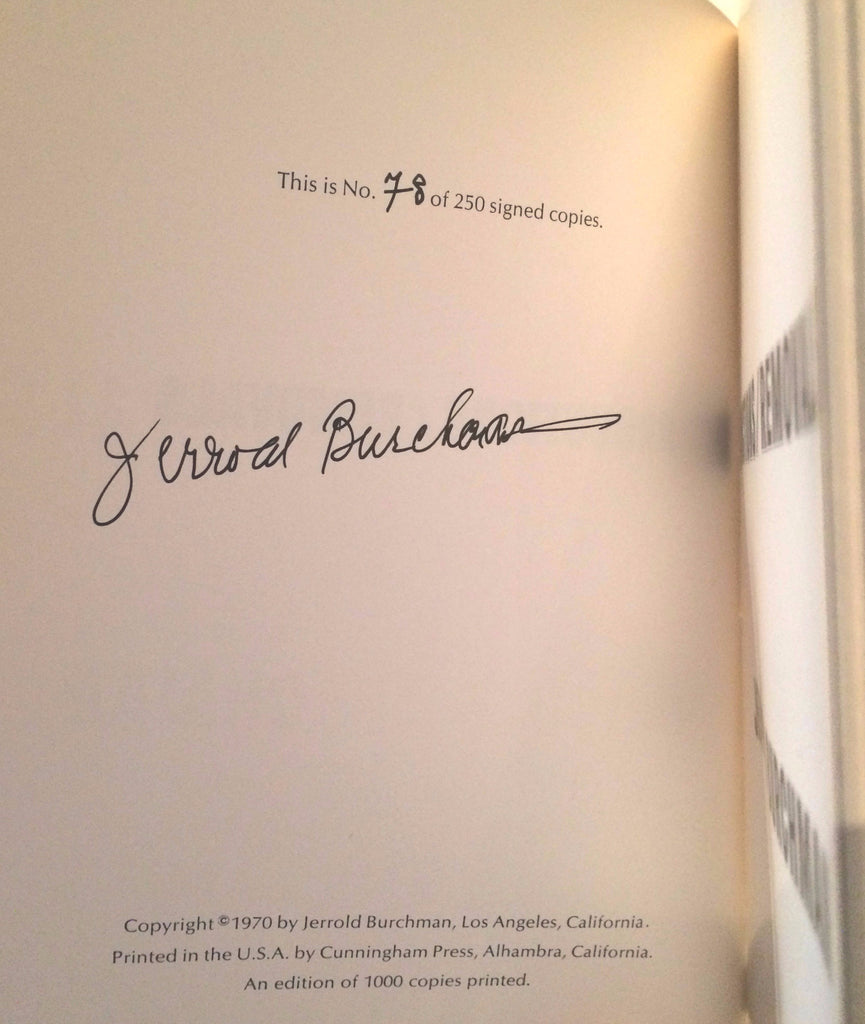 This is No. 78 of 250 signed copies.
Jerrold Burchman
Copyright ©1970 by Jerrold Burchman, Los Angeles, California.
Printed in the U.S.A. by Cunningham Press, Alhambra, California.
An edition of 1000 copies printed.